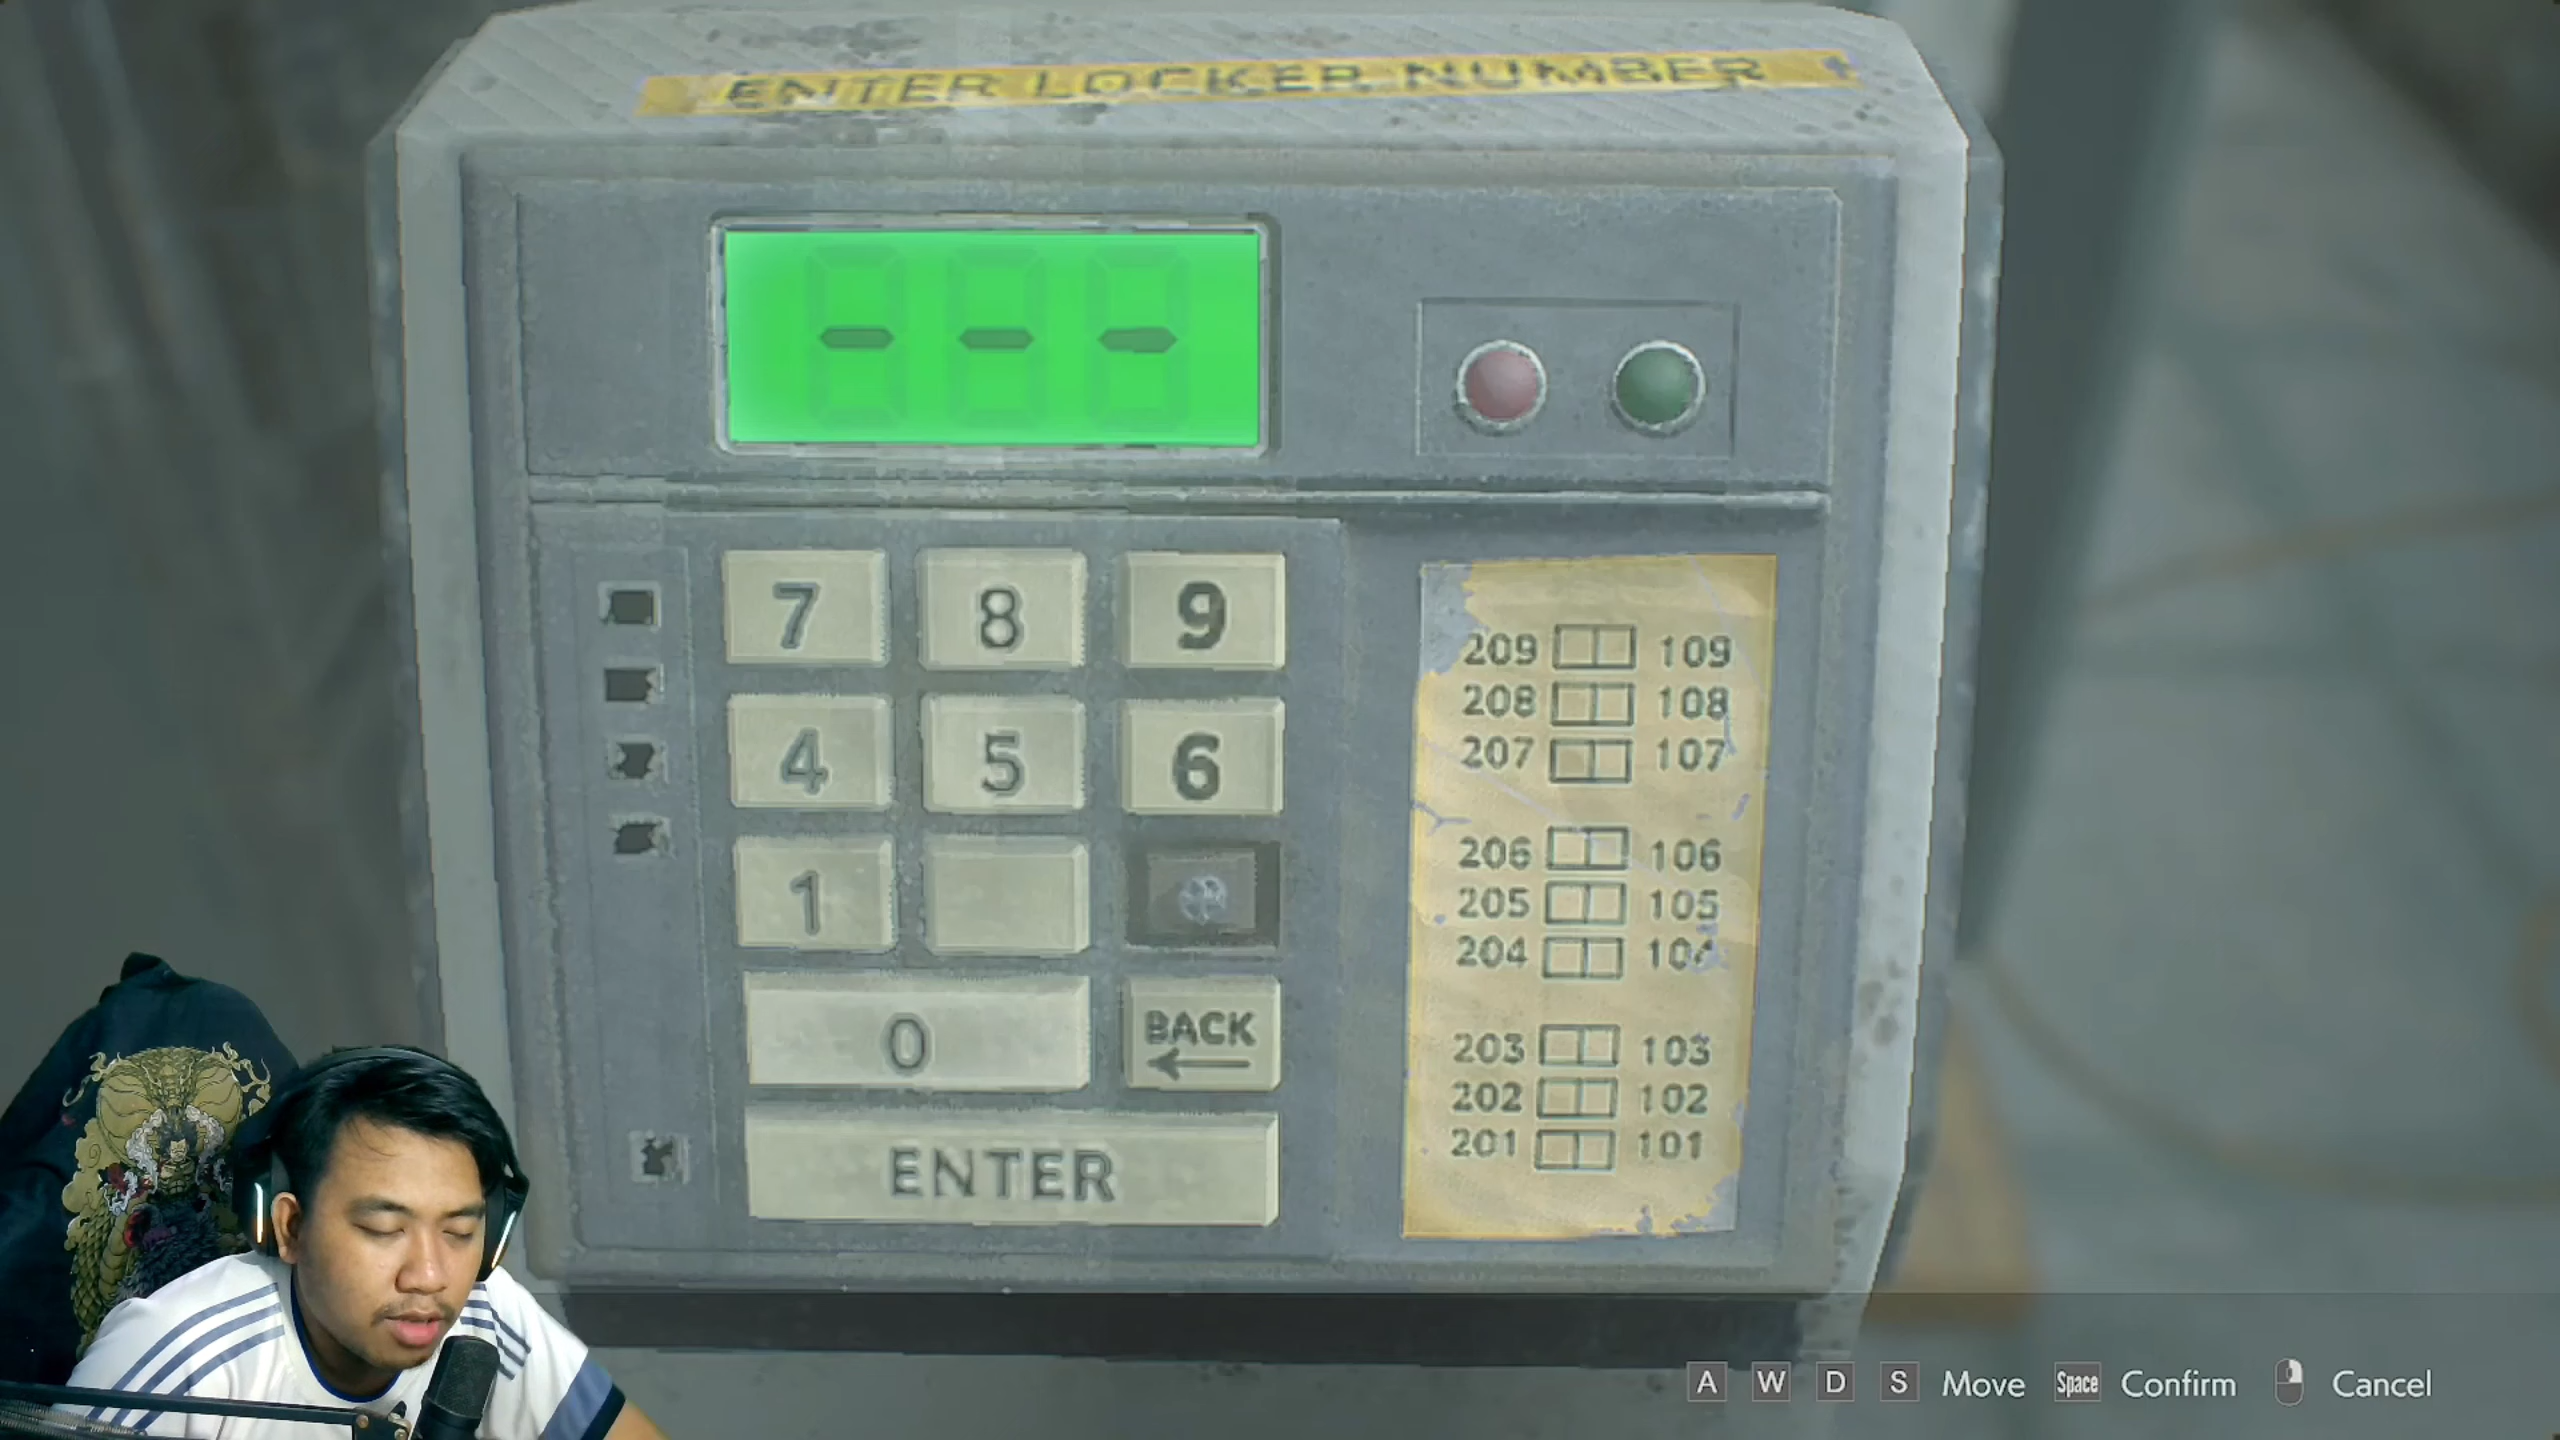 ENTER LOCKER NUMBER
7 8 9
4 5 6
1
0 BACK
ENTER
209 109
208 108
207 107
206 106
205 105
204
203 103
202 102
201 101
A W D S Move Space Confirm Cancel